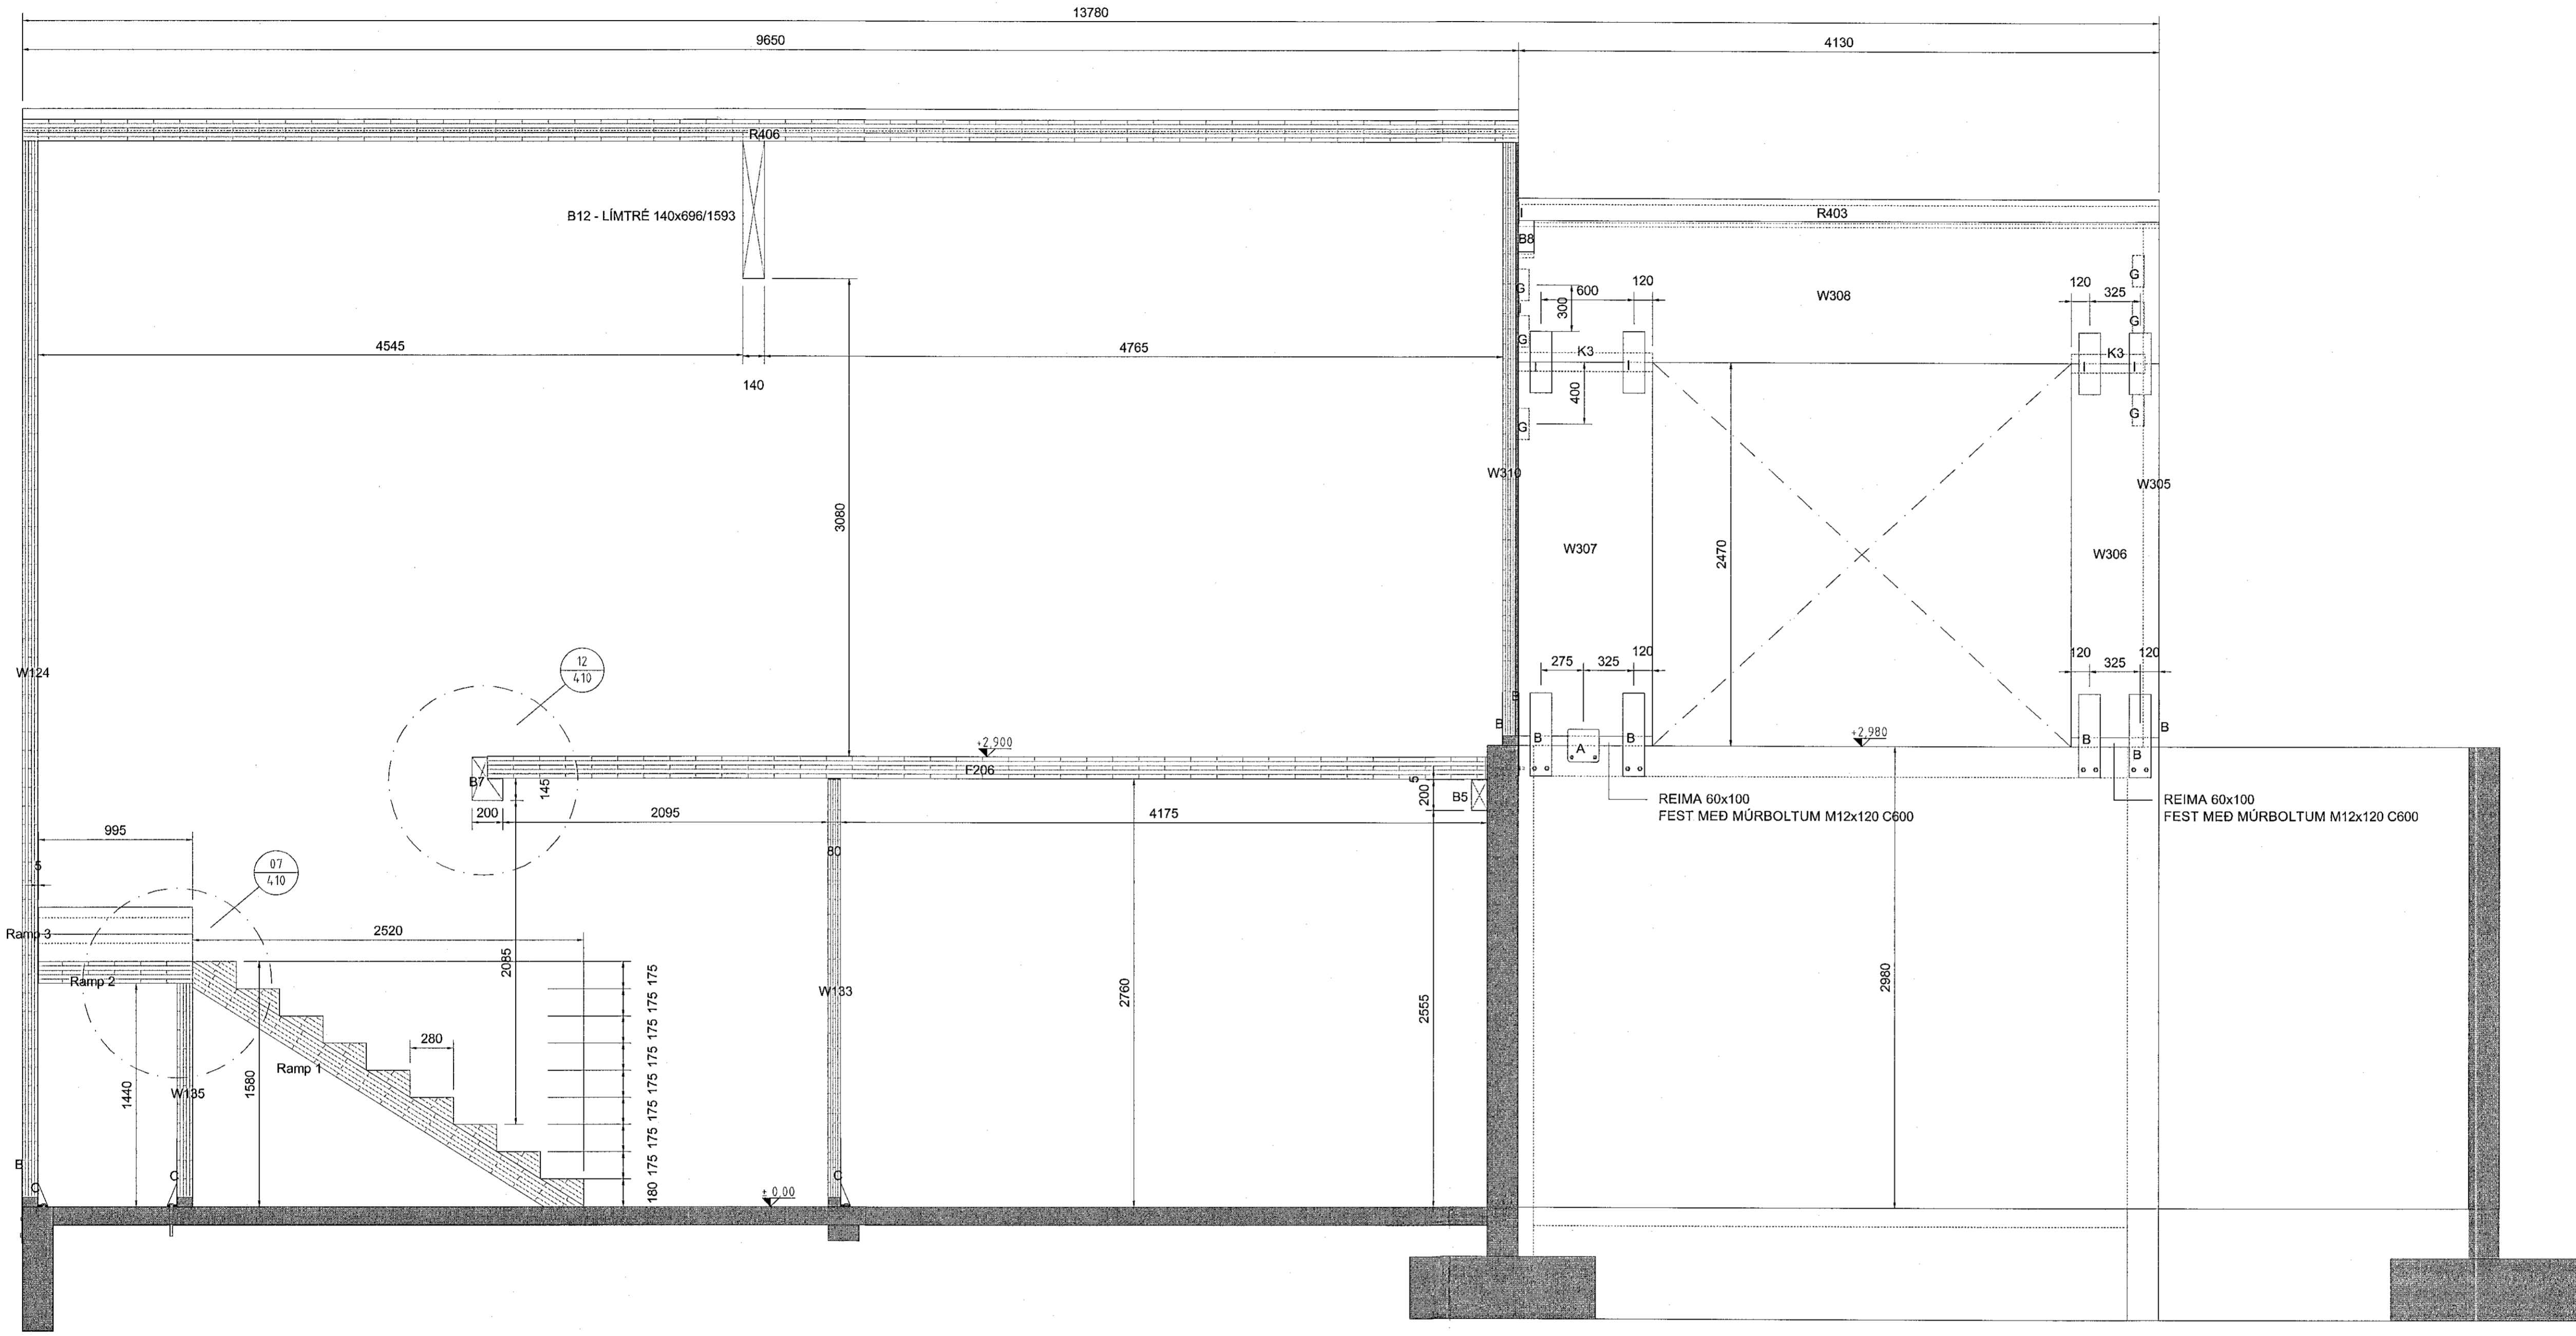 13780
9650
4130
R406
B12 - LÍMTRÉ 140x696/1593
R403
I
B8
G
G
120
600
300
120
325
W308
G
G
4545
4765
140
K3
K3
I
I
I
I
400
G
G
W310
W305
3080
2470
W307
W306
12
410
W124
275
325
120
120
325
120
B
B
B
A
B
B
B
B
+2,900
+2,980
F206
B7
145
5
200
B5
REIMA 60x100
FEST MEÐ MÚRBOLTUM M12x120 C600
REIMA 60x100
FEST MEÐ MÚRBOLTUM M12x120 C600
200
2095
4175
995
80
5
07
410
Ramp 3
2520
2085
Ramp 2
W133
2760
2555
2980
280
Ramp 1
1440
W135
1580
180 175 175 175 175 175 175 175 175
B
C
C
C
± 0,00